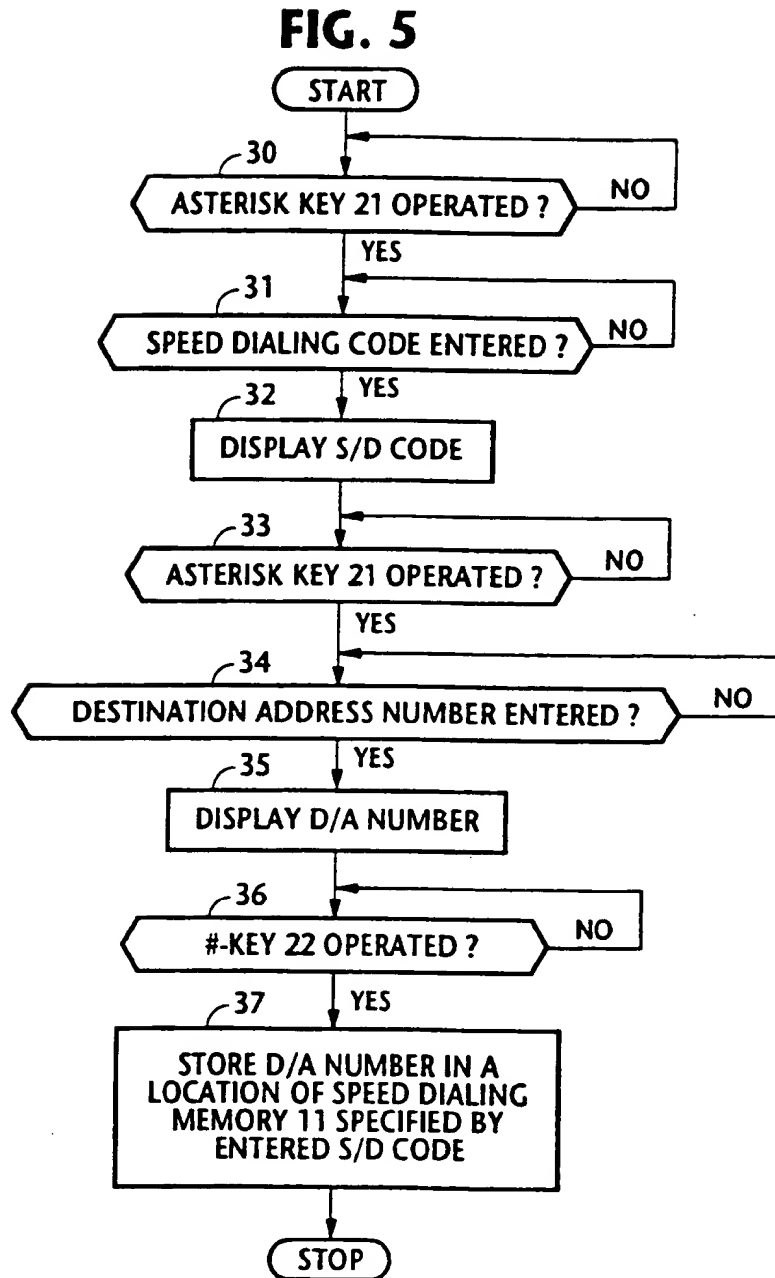 FIG. 5
START
30
ASTERISK KEY 21 OPERATED ?
NO
YES
31
SPEED DIALING CODE ENTERED ?
NO
YES
32
DISPLAY S/D CODE
33
ASTERISK KEY 21 OPERATED ?
NO
YES
34
DESTINATION ADDRESS NUMBER ENTERED ?
NO
YES
35
DISPLAY D/A NUMBER
36
#-KEY 22 OPERATED ?
NO
YES
37
STORE D/A NUMBER IN A
LOCATION OF SPEED DIALING
MEMORY 11 SPECIFIED BY
ENTERED S/D CODE
STOP